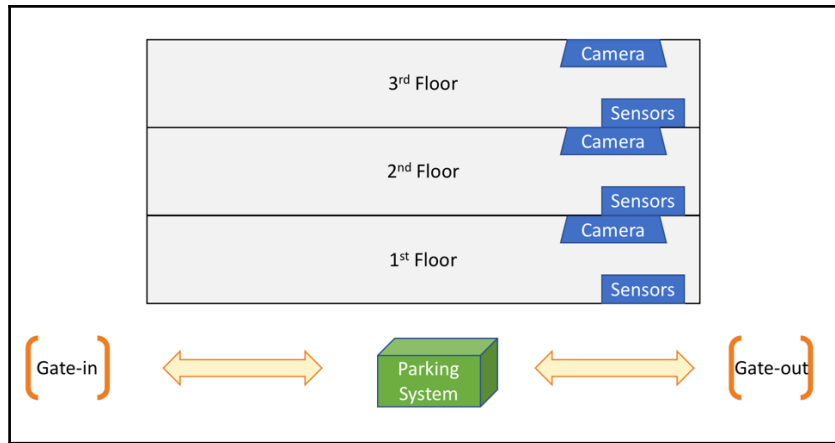 Camera
3rd Floor
Sensors
Camera
2nd Floor
Sensors
Camera
1st Floor
Sensors
Gate-in
Parking
System
Gate-out